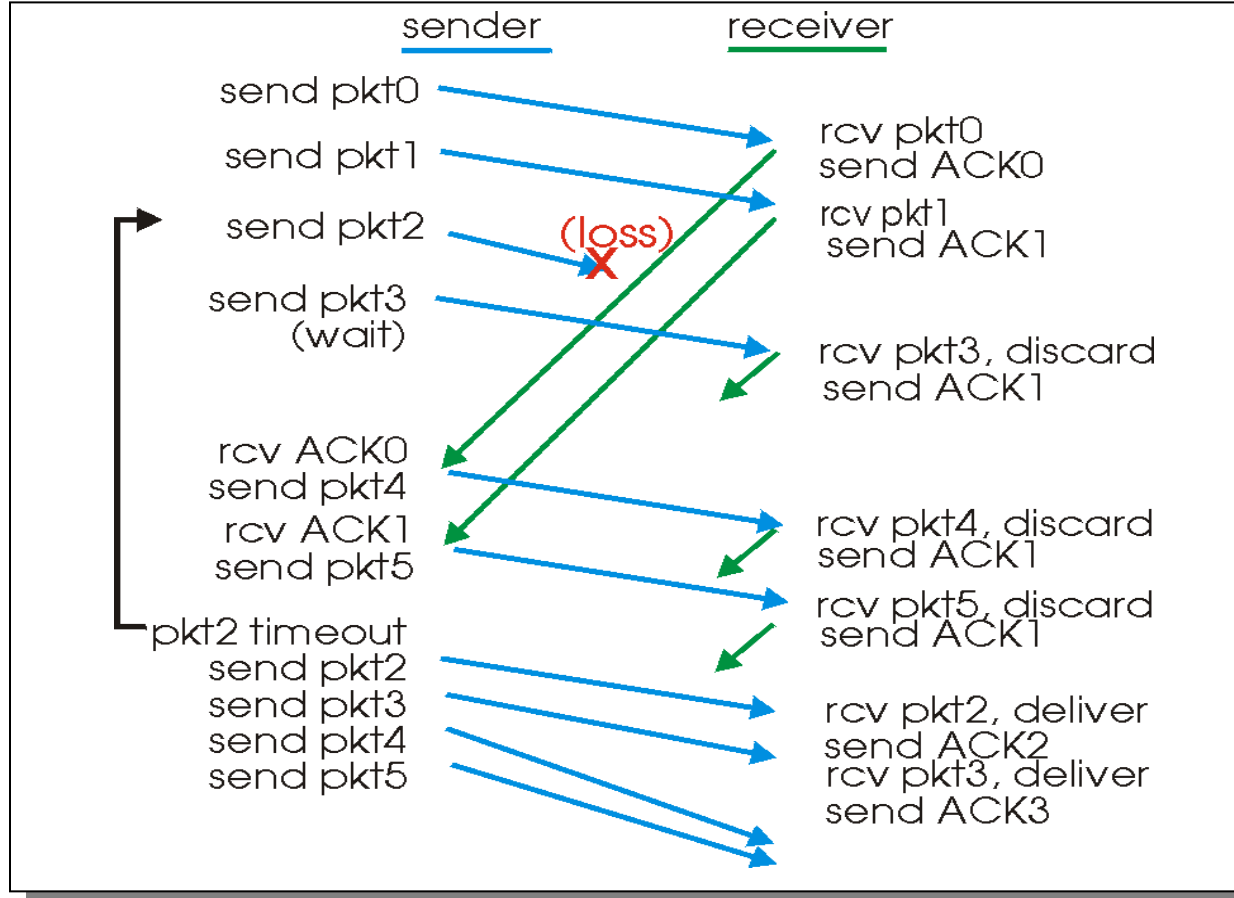 sender
receiver
send pkt0
rcv pkt0
send ACK0
send pkt1
rcv pkt1
send ACK1
send pkt2
(loss)
X
send pkt3
(wait)
rcv pkt3, discard
send ACK1
rcv ACK0
send pkt4
rcv pkt4, discard
send ACK1
rcv ACK1
send pkt5
rcv pkt5, discard
send ACK1
pkt2 timeout
send pkt2
send pkt3
send pkt4
send pkt5
rcv pkt2, deliver
send ACK2
rcv pkt3, deliver
send ACK3